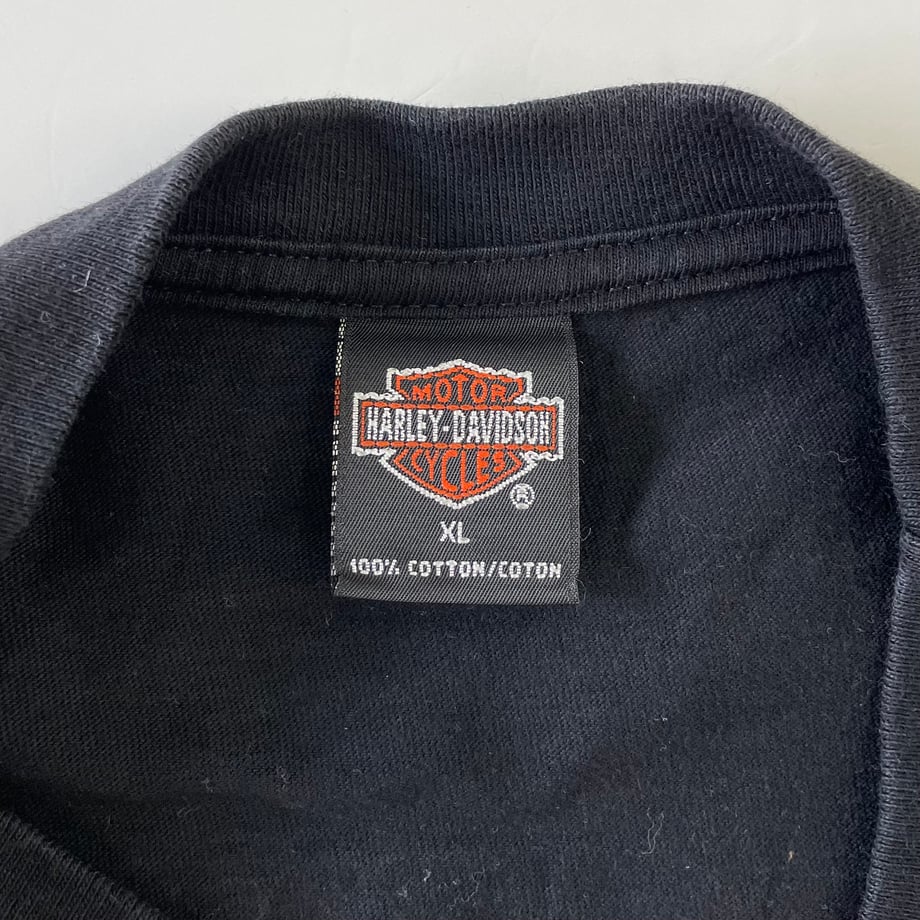 MOTOR
HARLEY-DAVIDSON
CYCLES
®
XL
100% COTTON/COTON